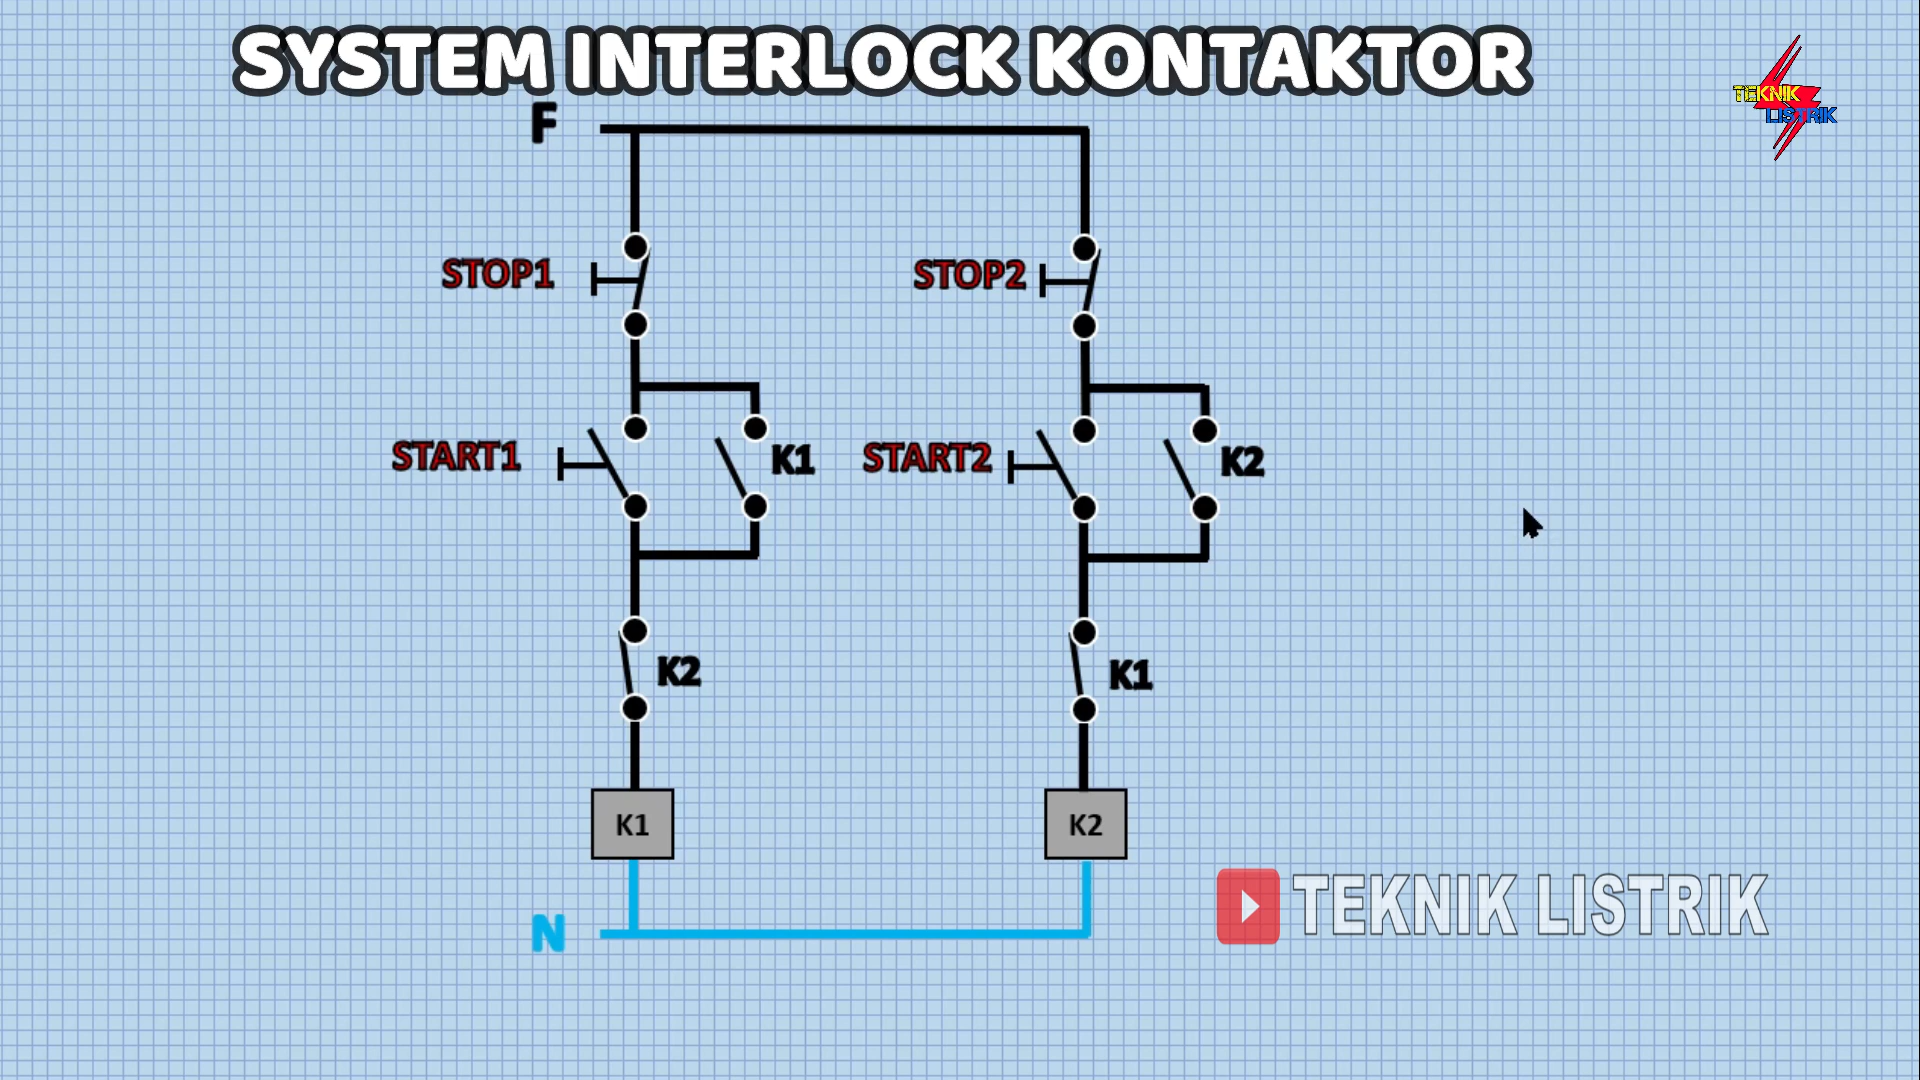 SYSTEM INTERLOCK KONTAKTOR
TEKNIK
LISTRIK
F
STOP1
STOP2
START1
K1
START2
K2
K2
K1
K1
K2
N
TEKNIK LISTRIK